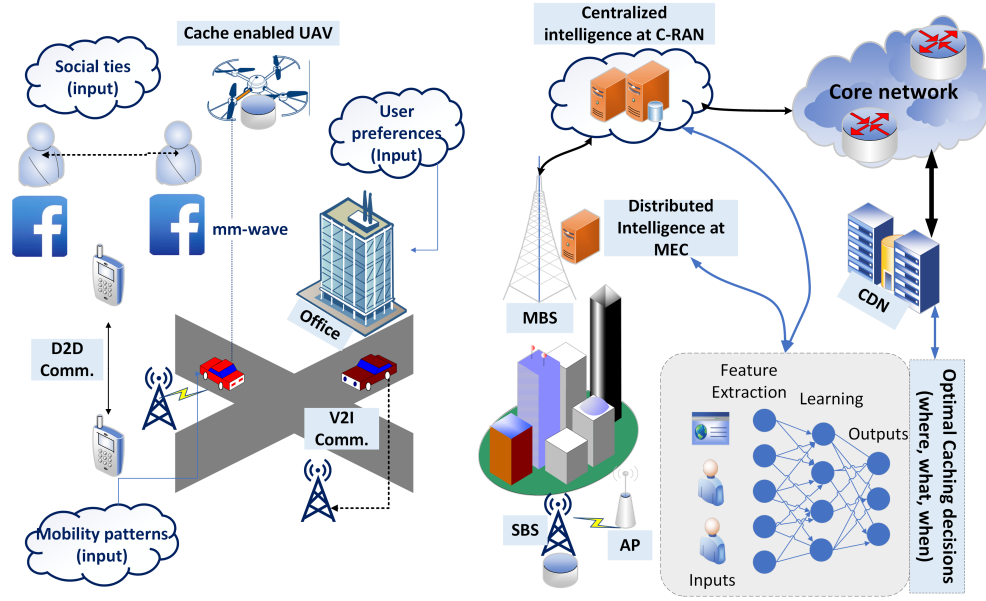 Cache enabled UAV
Social ties
(input)
User
preferences
(Input)
mm-wave
Office
D2D
Comm.
V2I
Comm.
Mobility patterns
(input)
Centralized
intelligence at C-RAN
Core network
Distributed
Intelligence at
MEC
MBS
CDN
SBS
AP
Feature
Extraction
Learning
Outputs
Inputs
Optimal Caching decisions
(where, what, when)